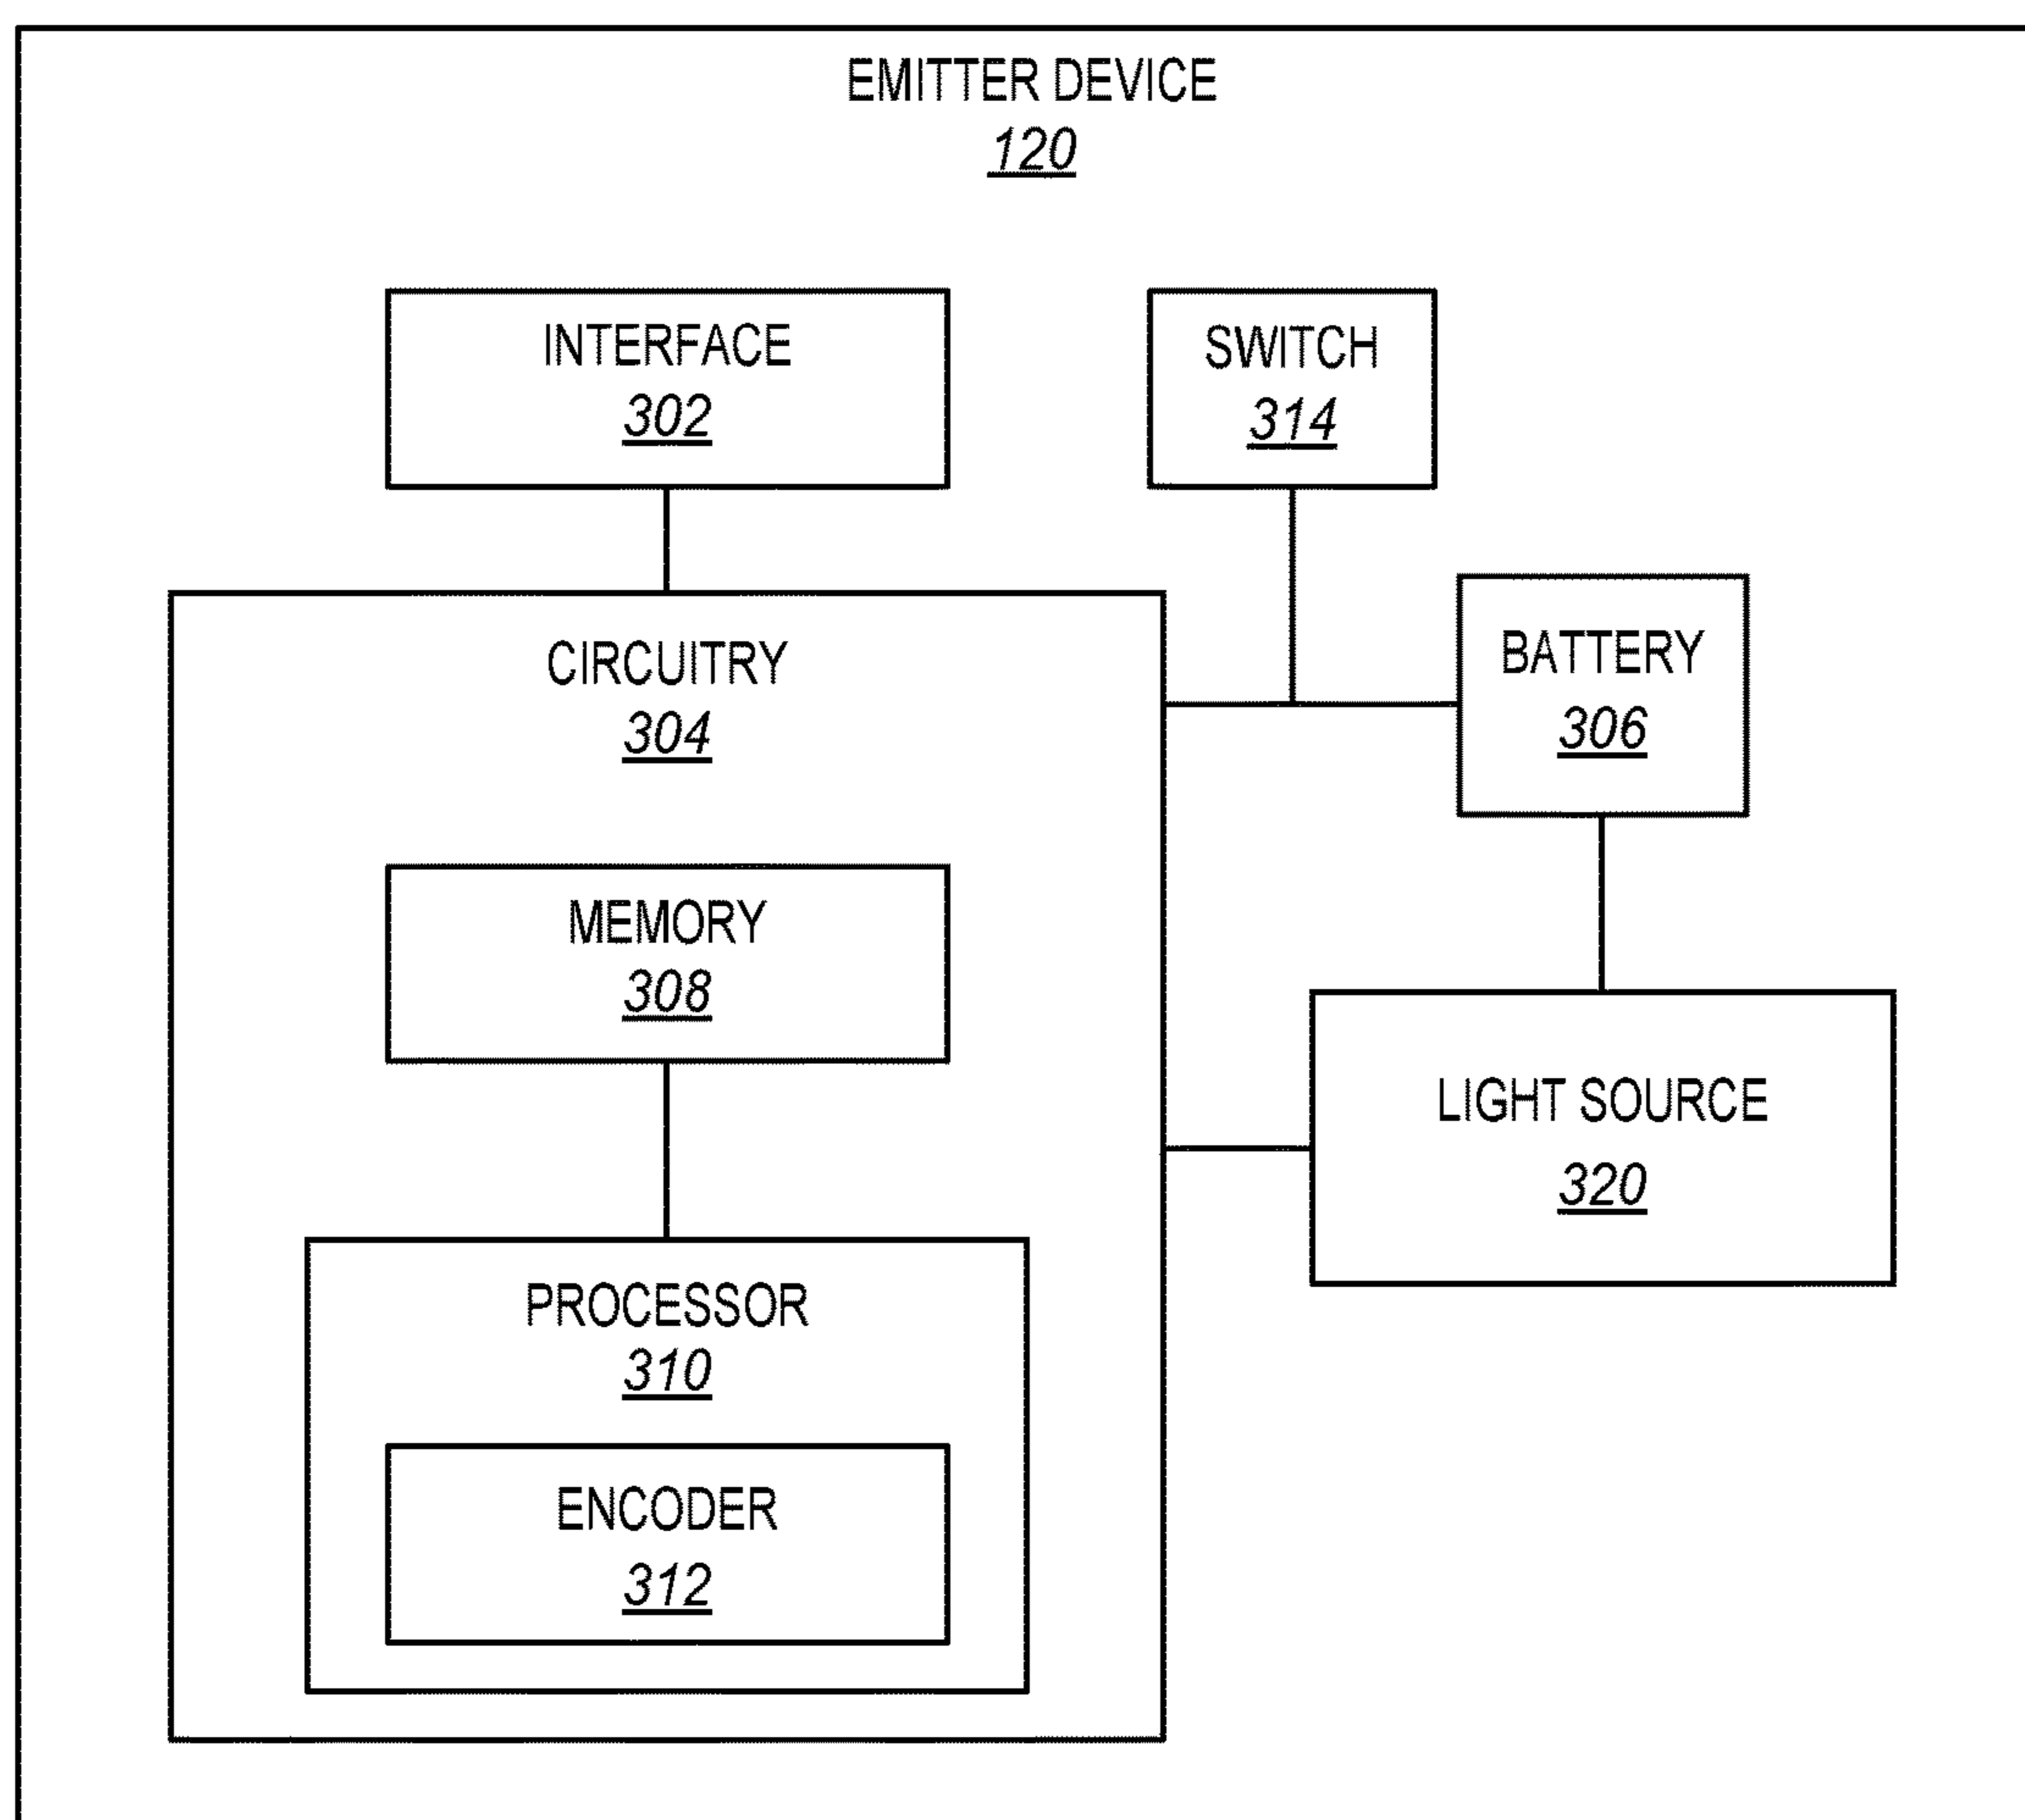 EMITTER DEVICE
120
INTERFACE
302
SWITCH
314
CIRCUITRY
304
BATTERY
306
MEMORY
308
LIGHT SOURCE
320
PROCESSOR
310
ENCODER
312